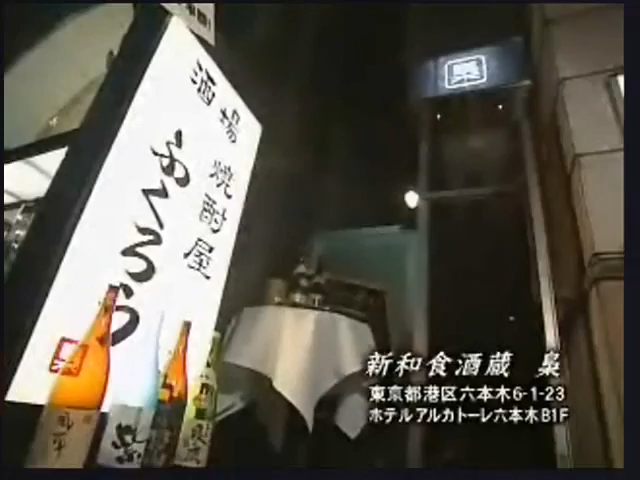 酒場 焼酎屋
ふくろう
梟
新和食酒蔵 梟
東京都港区六本木6-1-23
ホテルアルカトーレ六本木B1F